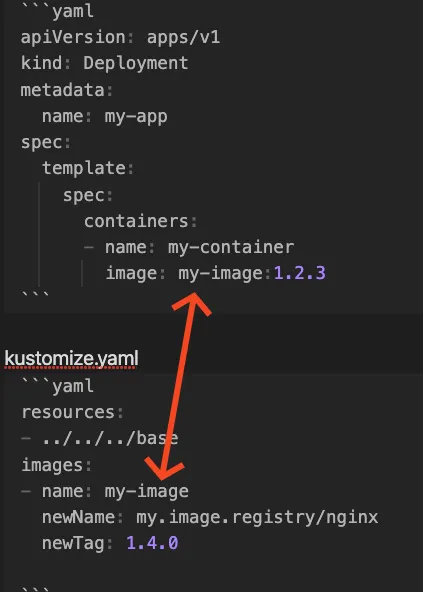 ```yaml
apiVersion: apps/v1
kind: Deployment
metadata:
  name: my-app
spec:
  template:
    spec:
      containers:
      - name: my-container
        image: my-image:1.2.3
```
kustomize.yaml
```yaml
resources:
- ../../../base
images:
- name: my-image
  newName: my.image.registry/nginx
  newTag: 1.4.0
```